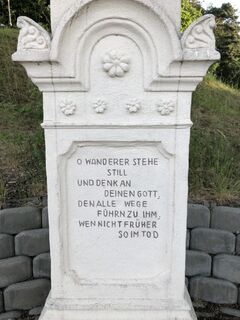 O WANDERER STEHE
STILL
UND DENK AN
DEINEN GOTT,
DEN ALLE WEGE
FÜHRN ZU IHM,
WENN NICHT FRÜHER
SO IM TOD